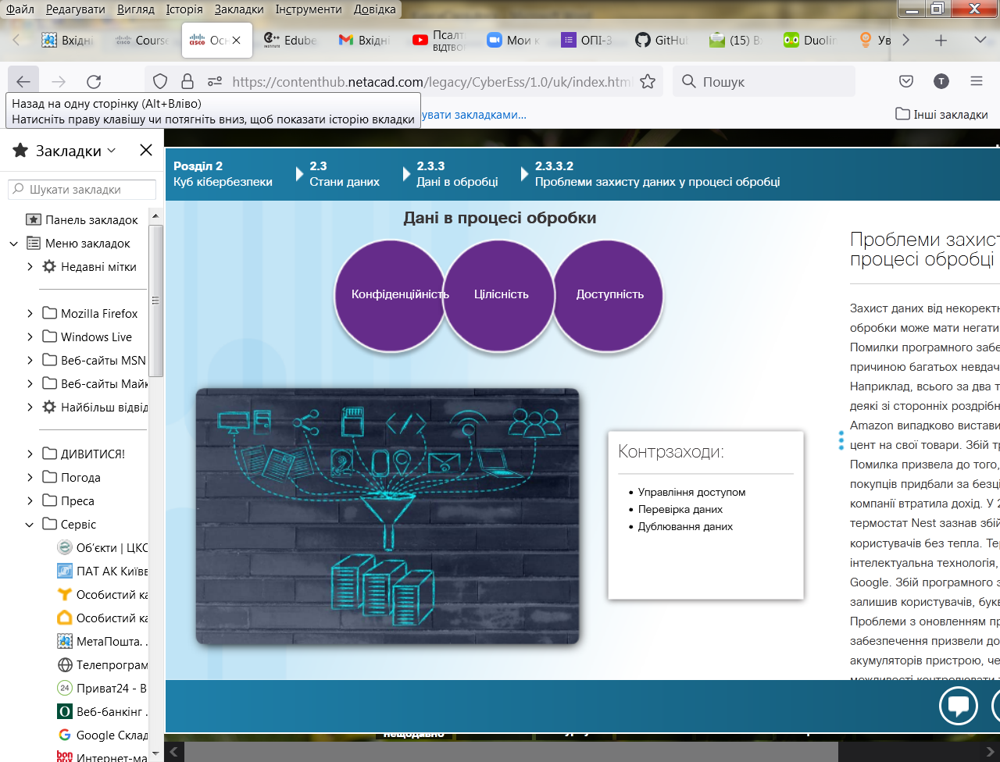 Файл Редагувати Вигляд Історія Закладки Інструменти Довідка
Вхідні Course Осн Edube Вхідні Псалт Мои к ОПІ-3 GitHu (15) В Duolin Ув
https://contenthub.netacad.com/legacy/CyberEss/1.0/uk/index.html
Пошук
Назад на одну сторінку (Alt+Вліво)
Натисніть праву клавішу чи потягніть вниз, щоб показати історію вкладки
увати закладками…
Інші закладки
Закладки
Шукати закладки
Панель закладок
Меню закладок
Недавні мітки
Mozilla Firefox
Windows Live
Веб-сайты MSN
Веб-сайты Майк
Найбільш відвід
ДИВИТИСЯ!
Погода
Преса
Сервіс
Об'єкти | ЦКС
ПАТ АК Київв
Особистий ка
Особистий ка
МетаПошта.
Телепрограм
Приват24 - В
Веб-банкінг
Google Склад
Интернет-ма
Розділ 2
Куб кібербезпеки
2.3
Стани даних
2.3.3
Дані в обробці
2.3.3.2
Проблеми захисту даних у процесі обробці
Дані в процесі обробки
Конфіденційність
Цілісність
Доступність
Контрзаходи:
Управління доступом
Перевірка даних
Дублювання даних
Проблеми захист
процесі обробці
Захист даних від некоректн
обробки може мати негати
Помилки програмного забе
причиною багатьох невдач
Наприклад, всього за два т
деякі зі сторонніх роздрібн
Amazon випадково вистави
цент на свої товари. Збій тр
Помилка призвела до того,
покупців придбали за безці
компанії втратила дохід. У 2
термостат Nest зазнав збій
користувачів без тепла. Те
інтелектуальна технологія,
Google. Збій програмного з
залишив користувачів, букв
Проблеми з оновленням пр
забезпечення призвели до
акумуляторів пристрою, че
можливості контролювати т
нещодавно